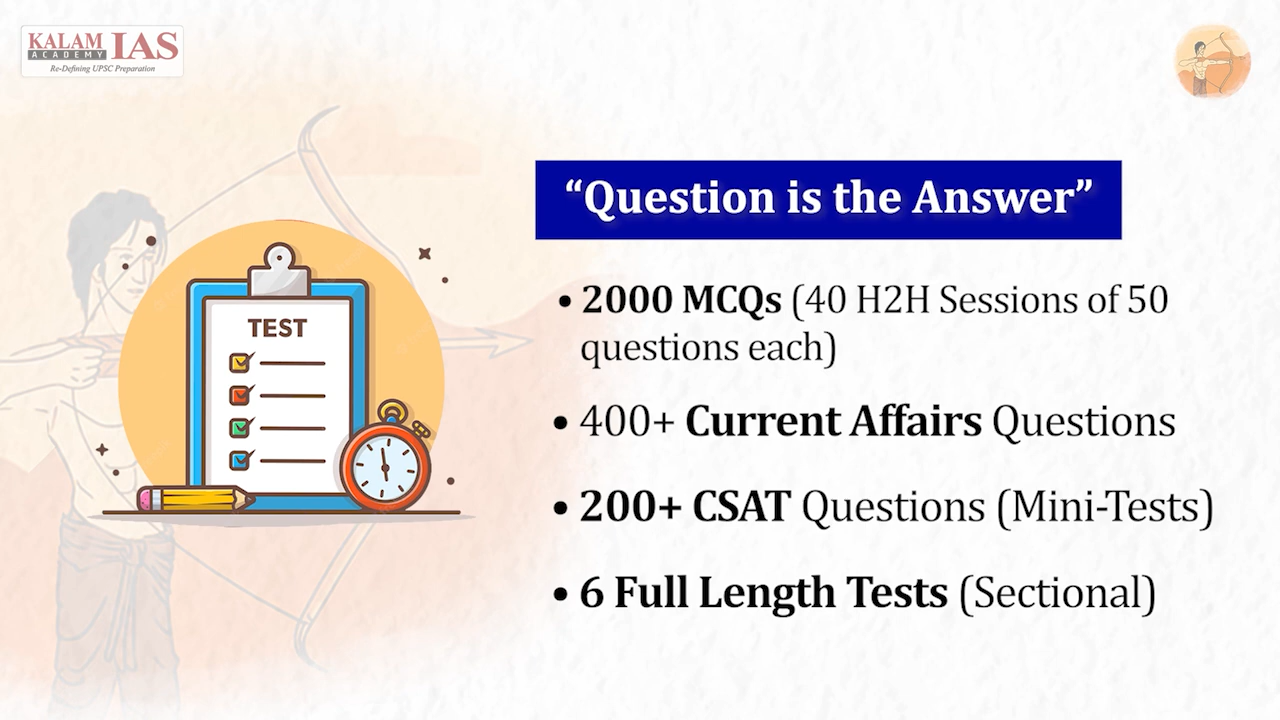 KALAM IAS
ACADEMY
Re-Defining UPSC Preparation
“Question is the Answer”
• 2000 MCQs (40 H2H Sessions of 50
questions each)
• 400+ Current Affairs Questions
• 200+ CSAT Questions (Mini-Tests)
• 6 Full Length Tests (Sectional)
TEST